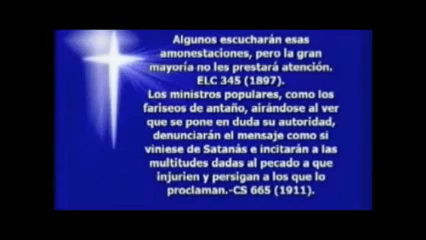 Algunos escucharán esas
amonestaciones, pero la gran
mayoría no les prestará atención.
ELC 345 (1897).
Los ministros populares, como los
fariseos de antaño, airándose al ver
que se pone en duda su autoridad,
denunciarán el mensaje como si
viniese de Satanás e incitarán a las
multitudes dadas al pecado a que
injurien y persigan a los que lo
proclaman.-CS 665 (1911).